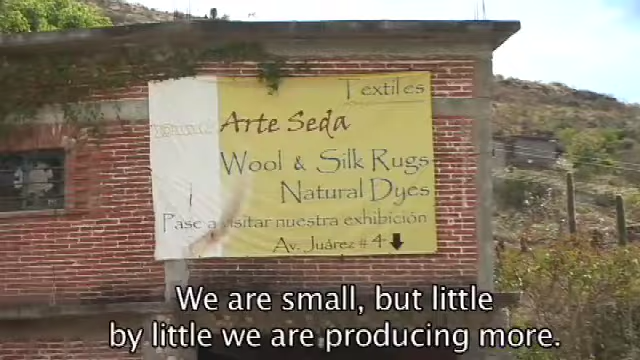 Textiles
Arte Seda
Wool & Silk Rugs
Natural Dyes
Pase a visitar nuestra exhibición
Av. Juárez # 4
We are small, but little
by little we are producing more.